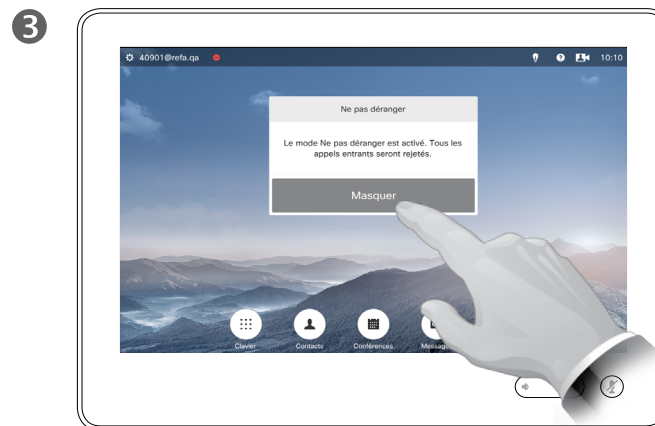 3
40901@refa.qa
10:10
Ne pas déranger
Le mode Ne pas déranger est activé. Tous les
appels entrants seront rejetés.
Masquer
Clavier Contacts Conférences